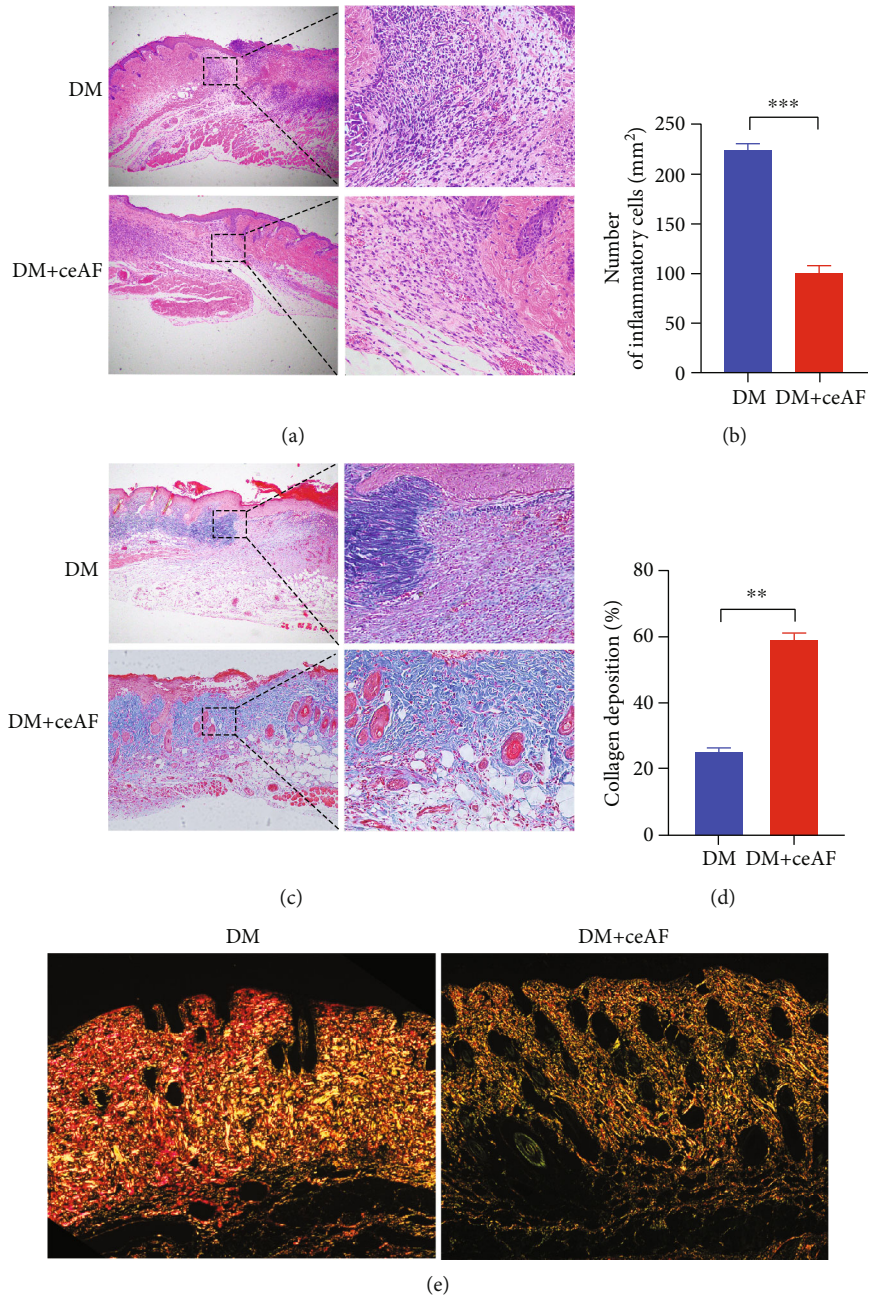 DM
DM+ceAF
(a)
Number
of inflammatory cells (mm²)
250
200
150
100
50
0
***
DM
DM+ceAF
(b)
DM
DM+ceAF
(c)
Collagen deposition (%)
80
60
40
20
0
**
DM
DM+ceAF
(d)
DM
DM+ceAF
(e)